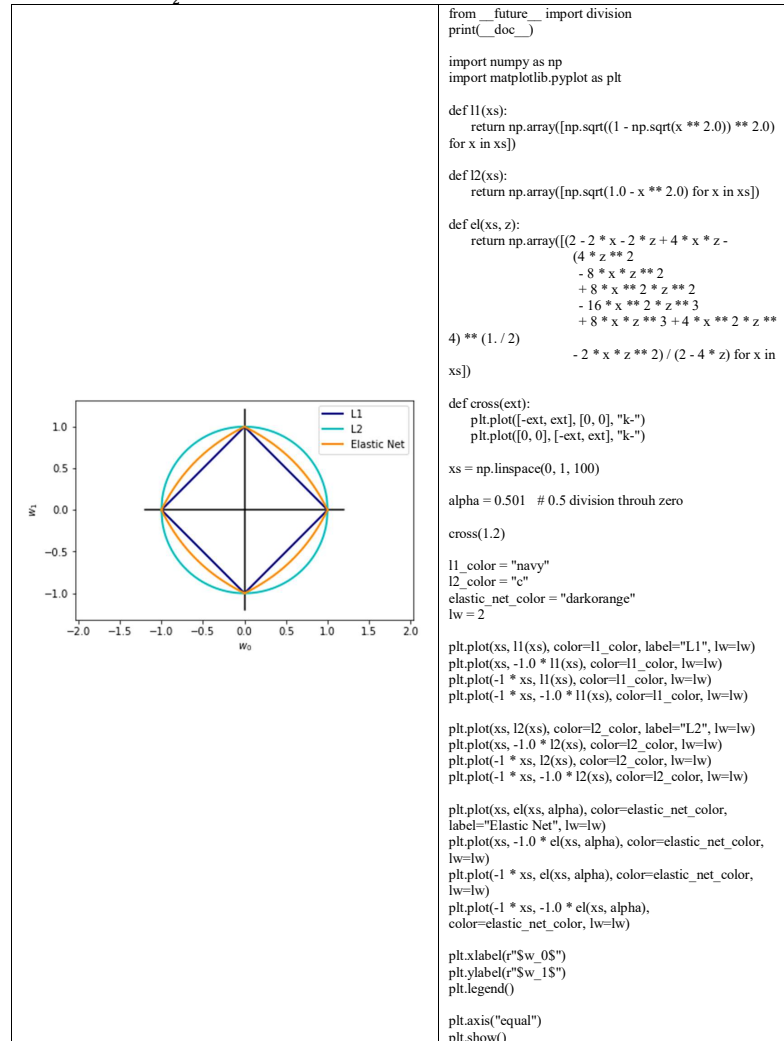 2
L1
L2
Elastic Net
1.0
0.5
0.0
−0.5
−1.0
w₁
−2.0 −1.5 −1.0 −0.5 0.0 0.5 1.0 1.5 2.0
w₀
from __future__ import division
print(__doc__)
import numpy as np
import matplotlib.pyplot as plt
def l1(xs):
return np.array([np.sqrt((1 - np.sqrt(x ** 2.0)) ** 2.0)
for x in xs])
def l2(xs):
return np.array([np.sqrt(1.0 - x ** 2.0) for x in xs])
def el(xs, z):
return np.array([(2 - 2 * x - 2 * z + 4 * x * z -
(4 * z ** 2
- 8 * x * z ** 2
+ 8 * x ** 2 * z ** 2
- 16 * x ** 2 * z ** 3
+ 8 * x * z ** 3 + 4 * x ** 2 * z **
4) ** (1. / 2)
- 2 * x * z ** 2) / (2 - 4 * z) for x in
xs])
def cross(ext):
plt.plot([-ext, ext], [0, 0], "k-")
plt.plot([0, 0], [-ext, ext], "k-")
xs = np.linspace(0, 1, 100)
alpha = 0.501 # 0.5 division throuh zero
cross(1.2)
l1_color = "navy"
l2_color = "c"
elastic_net_color = "darkorange"
lw = 2
plt.plot(xs, l1(xs), color=l1_color, label="L1", lw=lw)
plt.plot(xs, -1.0 * l1(xs), color=l1_color, lw=lw)
plt.plot(-1 * xs, l1(xs), color=l1_color, lw=lw)
plt.plot(-1 * xs, -1.0 * l1(xs), color=l1_color, lw=lw)
plt.plot(xs, l2(xs), color=l2_color, label="L2", lw=lw)
plt.plot(xs, -1.0 * l2(xs), color=l2_color, lw=lw)
plt.plot(-1 * xs, l2(xs), color=l2_color, lw=lw)
plt.plot(-1 * xs, -1.0 * l2(xs), color=l2_color, lw=lw)
plt.plot(xs, el(xs, alpha), color=elastic_net_color,
label="Elastic Net", lw=lw)
plt.plot(xs, -1.0 * el(xs, alpha), color=elastic_net_color,
lw=lw)
plt.plot(-1 * xs, el(xs, alpha), color=elastic_net_color,
lw=lw)
plt.plot(-1 * xs, -1.0 * el(xs, alpha),
color=elastic_net_color, lw=lw)
plt.xlabel(r"$w_0$")
plt.ylabel(r"$w_1$")
plt.legend()
plt.axis("equal")
plt.show()